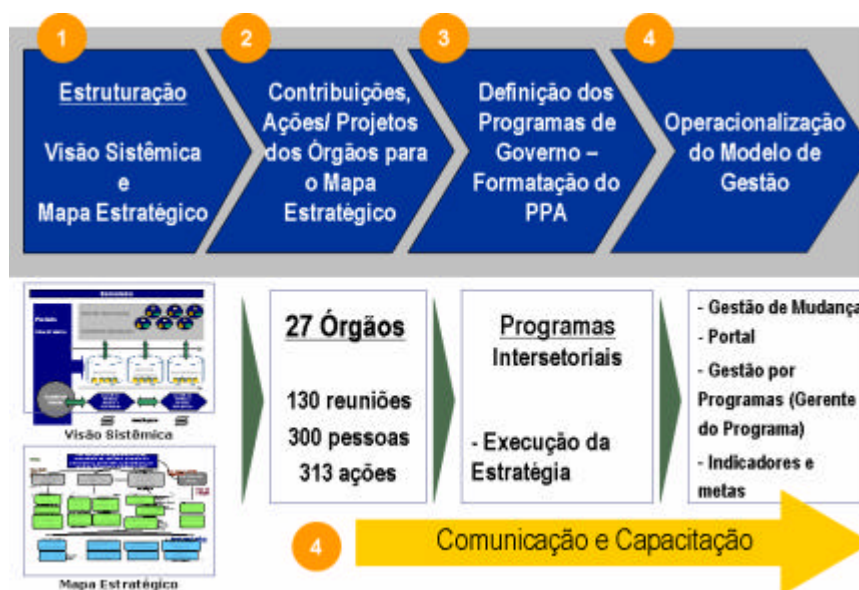 1
2
3
4
Estruturação
Visão Sistêmica
e
Mapa Estratégico
Contribuições,
Ações/ Projetos
dos Órgãos para
o Mapa
Estratégico
Definição dos
Programas de
Governo –
Formatação do
PPA
Operacionalização
do Modelo de
Gestão
Visão Sistêmica
Mapa Estratégico
27 Órgãos
130 reuniões
300 pessoas
313 ações
Programas
Intersetoriais
- Execução da
Estratégia
- Gestão de Mudança
- Portal
- Gestão por
Programas (Gerente
do Programa)
- Indicadores e
metas
4
Comunicação e Capacitação